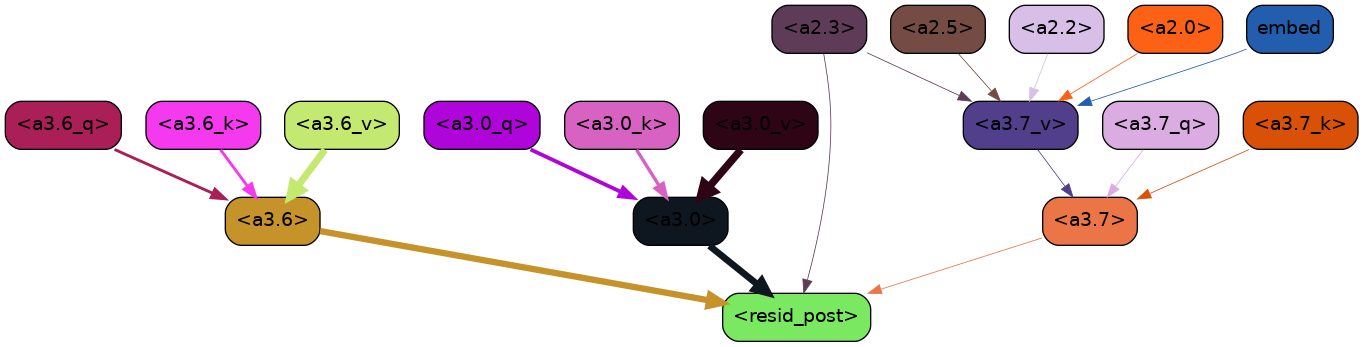 <a2.3> <a2.5> <a2.2> <a2.0> embed
<a3.6_q> <a3.6_k> <a3.6_v> <a3.0_q> <a3.0_k> <a3.0_v> <a3.7_v> <a3.7_q> <a3.7_k>
<a3.6> <a3.0> <a3.7>
<resid_post>